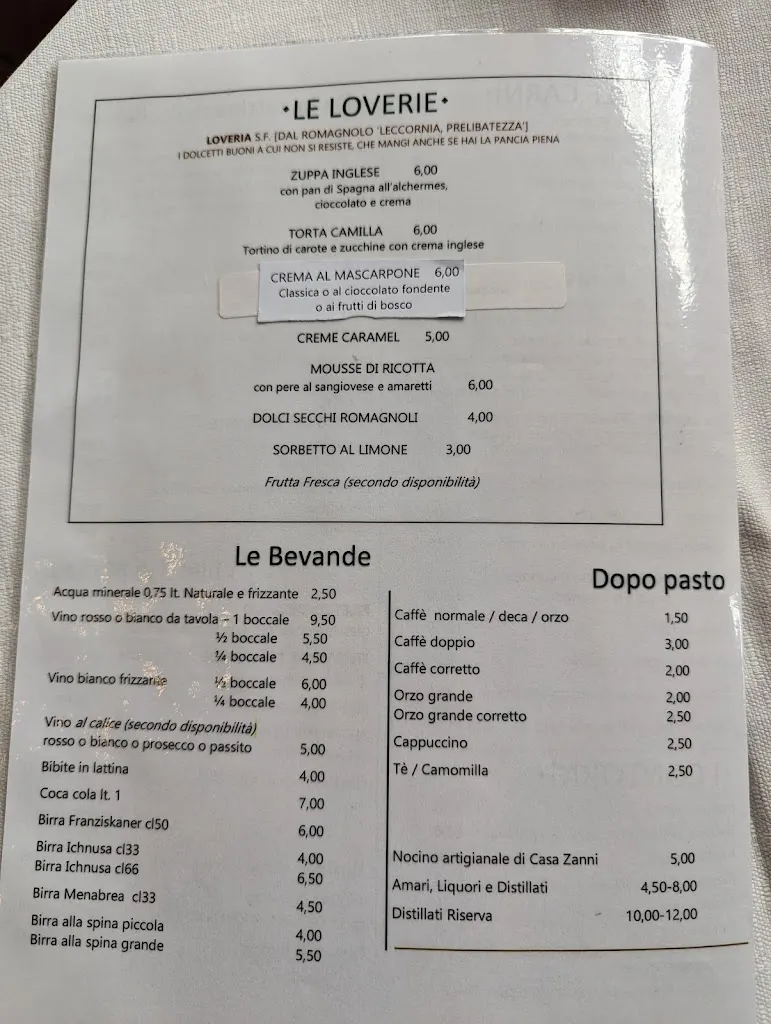 •LE LOVERIE•
LOVERIA S.F. [DAL ROMAGNOLO 'LECCORNIA, PRELIBATEZZA']
I DOLCETTI BUONI A CUI NON SI RESISTE, CHE MANGI ANCHE SE HAI LA PANCIA PIENA
ZUPPA INGLESE 6,00
con pan di Spagna all'alchermes,
cioccolato e crema
TORTA CAMILLA 6,00
Tortino di carote e zucchine con crema inglese
CREMA AL MASCARPONE 6,00
Classica o al cioccolato fondente
o ai frutti di bosco
CREME CARAMEL 5,00
MOUSSE DI RICOTTA
con pere al sangiovese e amaretti 6,00
DOLCI SECCHI ROMAGNOLI 4,00
SORBETTO AL LIMONE 3,00
Frutta Fresca (secondo disponibilità)
Le Bevande
Acqua minerale 0,75 lt. Naturale e frizzante 2,50
Vino rosso o bianco da tavola - 1 boccale 9,50
½ boccale 5,50
¼ boccale 4,50
Vino bianco frizzante ½ boccale 6,00
¼ boccale 4,00
Vino al calice (secondo disponibilità)
rosso o bianco o prosecco o passito 5,00
Bibite in lattina 4,00
Coca cola lt. 1 7,00
Birra Franziskaner cl50 6,00
Birra Ichnusa cl33 4,00
Birra Ichnusa cl66 6,50
Birra Menabrea cl33 4,50
Birra alla spina piccola 4,00
Birra alla spina grande 5,50
Dopo pasto
Caffè normale / deca / orzo 1,50
Caffè doppio 3,00
Caffè corretto 2,00
Orzo grande 2,00
Orzo grande corretto 2,50
Cappuccino 2,50
Tè / Camomilla 2,50
Nocino artigianale di Casa Zanni 5,00
Amari, Liquori e Distillati 4,50-8,00
Distillati Riserva - 10,00-12,00